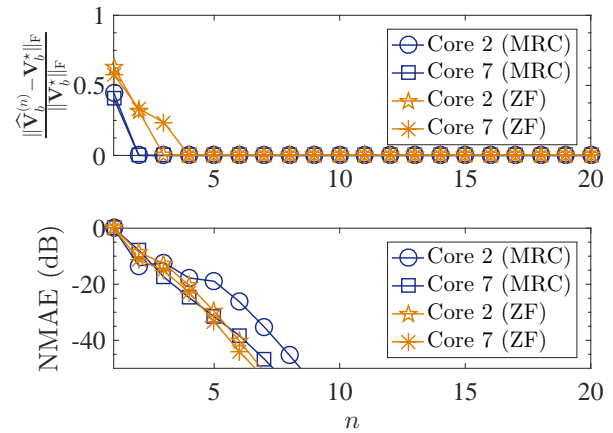 ‖V̂_b^(n) − V_b^⋆‖_F / ‖V_b^⋆‖_F
1
0.5
0
Core 2 (MRC)
Core 7 (MRC)
Core 2 (ZF)
Core 7 (ZF)
5 10 15 20
NMAE (dB)
0
-20
-40
Core 2 (MRC)
Core 7 (MRC)
Core 2 (ZF)
Core 7 (ZF)
5 10 15 20
n